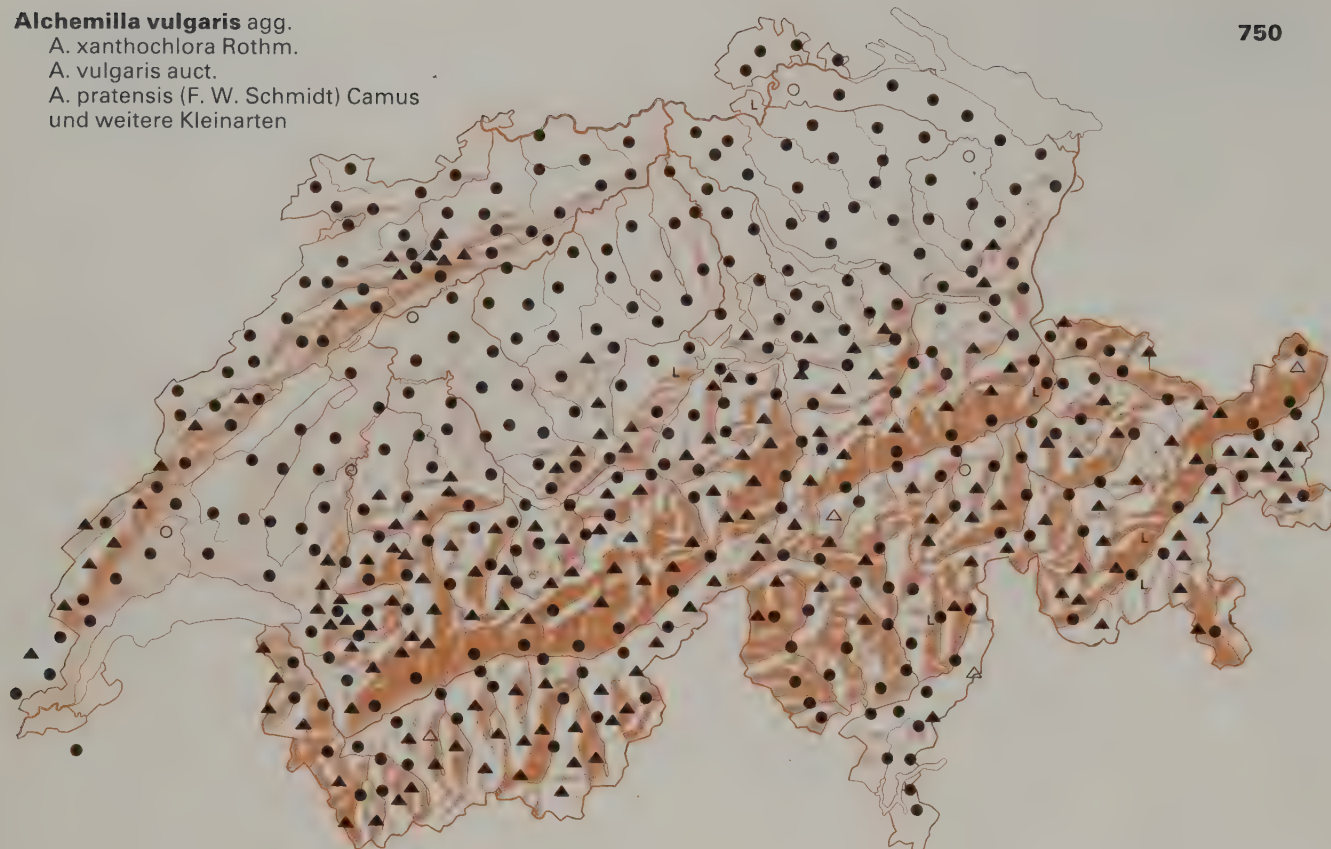 Alchemilla vulgaris agg.
A. xanthochlora Rothm.
A. vulgaris auct.
A. pratensis (F. W. Schmidt) Camus
und weitere Kleinarten
750
L
L
L
L
L
L
L